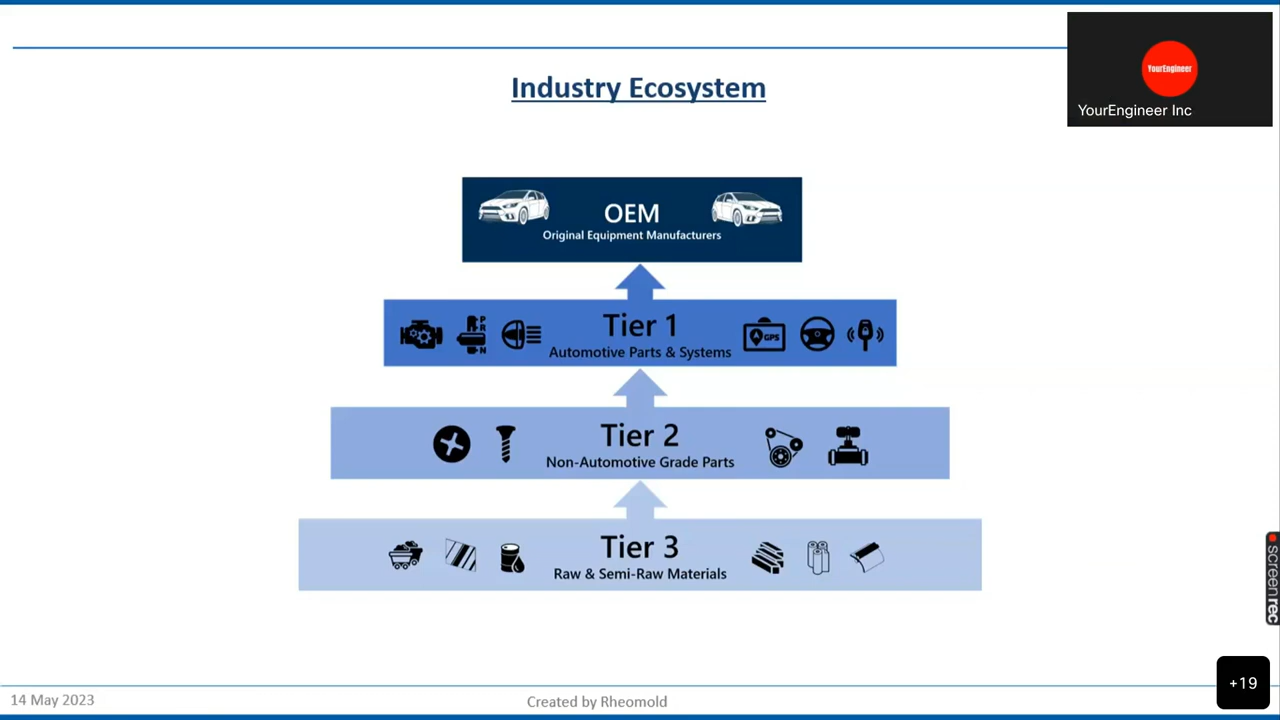 YourEngineer
YourEngineer Inc
Industry Ecosystem
OEM
Original Equipment Manufacturers
P
R
N
Tier 1
Automotive Parts & Systems
GPS
Tier 2
Non-Automotive Grade Parts
Tier 3
Raw & Semi-Raw Materials
screenrec
+19
14 May 2023
Created by Rheomold